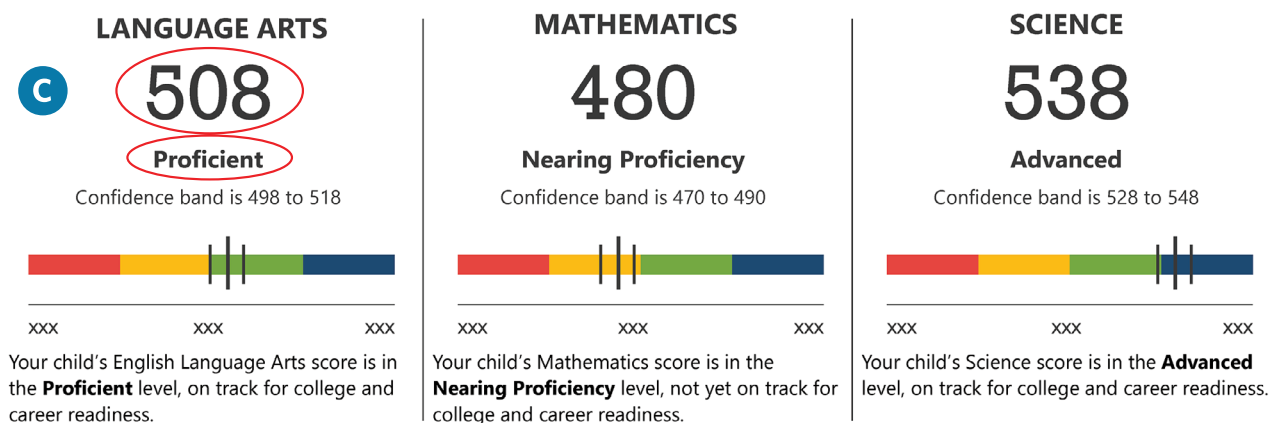 C
LANGUAGE ARTS
508
Proficient
Confidence band is 498 to 518
xxx xxx xxx
Your child’s English Language Arts score is in
the Proficient level, on track for college and
career readiness.
MATHEMATICS
480
Nearing Proficiency
Confidence band is 470 to 490
xxx xxx xxx
Your child’s Mathematics score is in the
Nearing Proficiency level, not yet on track for
college and career readiness.
SCIENCE
538
Advanced
Confidence band is 528 to 548
xxx xxx xxx
Your child’s Science score is in the Advanced
level, on track for college and career readiness.